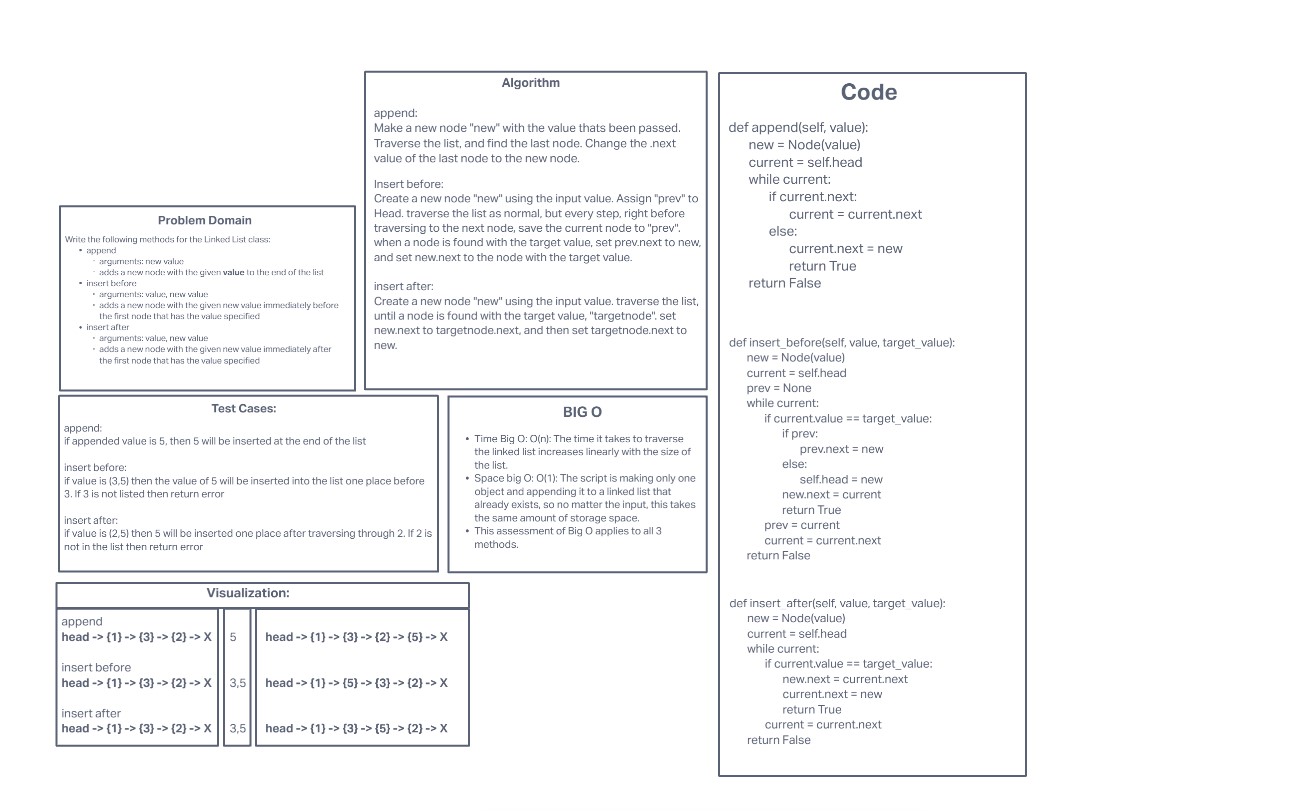 Problem Domain
Write the following methods for the Linked List class:
• append
◦ arguments: new value
◦ adds a new node with the given value to the end of the list
• insert before
◦ arguments: value, new value
◦ adds a new node with the given new value immediately before
the first node that has the value specified
• insert after
◦ arguments: value, new value
◦ adds a new node with the given new value immediately after
the first node that has the value specified
Algorithm
append:
Make a new node "new" with the value thats been passed.
Traverse the list, and find the last node. Change the .next
value of the last node to the new node.
Insert before:
Create a new node "new" using the input value. Assign "prev" to
Head. traverse the list as normal, but every step, right before
traversing to the next node, save the current node to "prev".
when a node is found with the target value, set prev.next to new,
and set new.next to the node with the target value.
insert after:
Create a new node "new" using the input value. traverse the list,
until a node is found with the target value, "targetnode". set
new.next to targetnode.next, and then set targetnode.next to
new.
Test Cases:
append:
if appended value is 5, then 5 will be inserted at the end of the list
insert before:
if value is (3,5) then the value of 5 will be inserted into the list one place before
3. If 3 is not listed then return error
insert after:
if value is (2,5) then 5 will be inserted one place after traversing through 2. If 2 is
not in the list then return error
BIG O
• Time Big O: O(n): The time it takes to traverse
the linked list increases linearly with the size of
the list.
• Space big O: O(1): The script is making only one
object and appending it to a linked list that
already exists, so no matter the input, this takes
the same amount of storage space.
• This assessment of Big O applies to all 3
methods.
Visualization:
append
head -> {1} -> {3} -> {2} -> X 5 head -> {1} -> {3} -> {2} -> {5} -> X
insert before
head -> {1} -> {3} -> {2} -> X 3,5 head -> {1} -> {5} -> {3} -> {2} -> X
insert after
head -> {1} -> {3} -> {2} -> X 3,5 head -> {1} -> {3} -> {5} -> {2} -> X
Code
def append(self, value):
new = Node(value)
current = self.head
while current:
if current.next:
current = current.next
else:
current.next = new
return True
return False
def insert_before(self, value, target_value):
new = Node(value)
current = self.head
prev = None
while current:
if current.value == target_value:
if prev:
prev.next = new
else:
self.head = new
new.next = current
return True
prev = current
current = current.next
return False
def insert_after(self, value, target_value):
new = Node(value)
current = self.head
while current:
if current.value == target_value:
new.next = current.next
current.next = new
return True
current = current.next
return False